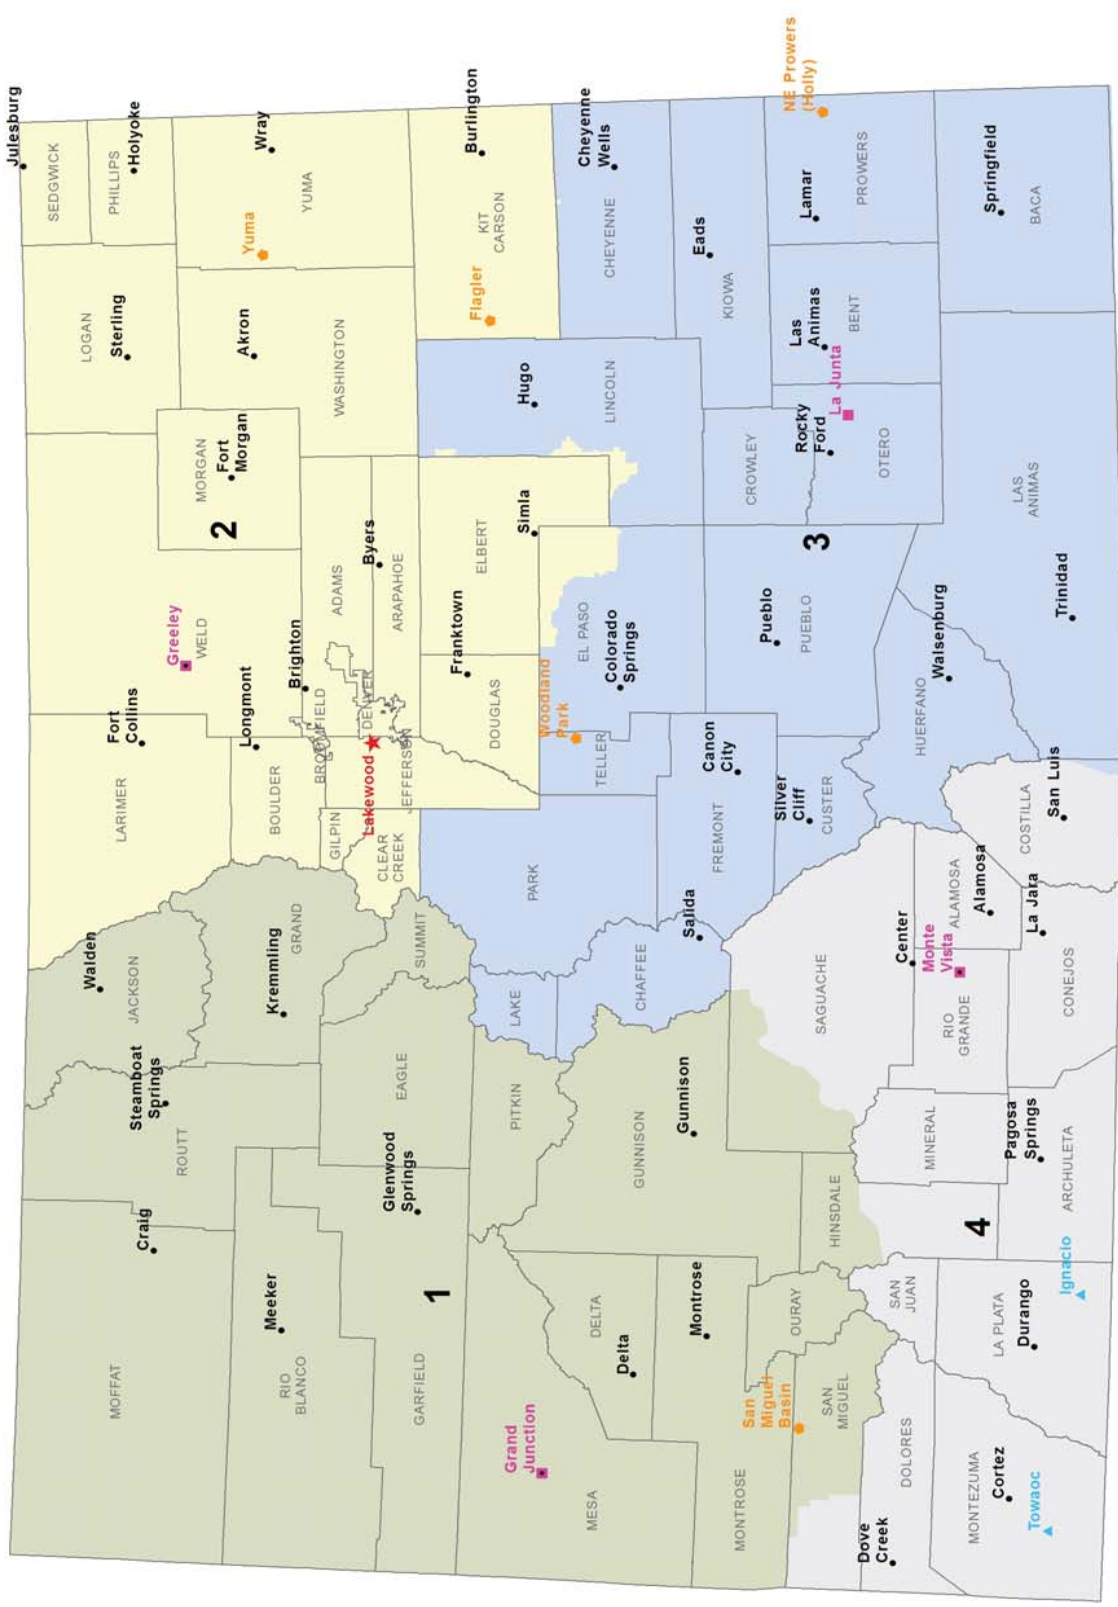 MOFFAT
Craig
ROUTT
Steamboat
Springs
JACKSON
Walden
LARIMER
Fort
Collins
WELD
Greeley
LOGAN
Sterling
SEDGWICK
Julesburg
PHILLIPS
Holyoke
RIO
BLANCO
Meeker
GRAND
Kremmling
BOULDER
Longmont
BROOMFIELD
Brighton
2
MORGAN
Fort
Morgan
Akron
WASHINGTON
Yuma
YUMA
Wray
GARFIELD
1
Glenwood
Springs
EAGLE
SUMMIT
GILPIN
CLEAR
CREEK
Lakewood
JEFFERSON
DENVER
ADAMS
ARAPAHOE
Byers
MESA
Grand
Junction
PITKIN
LAKE
PARK
DOUGLAS
Franktown
ELBERT
Simla
LINCOLN
Hugo
Flagler
KIT
CARSON
Burlington
DELTA
Delta
GUNNISON
Gunnison
CHAFFEE
Salida
TELLER
Woodland
Park
EL PASO
Colorado
Springs
CHEYENNE
Cheyenne
Wells
MONTROSE
Montrose
San
Miguel
Basin
SAN
MIGUEL
OURAY
HINSDALE
SAGUACHE
FREMONT
Canon
City
Silver
Cliff
CUSTER
PUEBLO
Pueblo
3
CROWLEY
KIOWA
Eads
Rocky
Ford
OTERO
La Junta
Las
Animas
BENT
Lamar
PROWERS
NE Prowers
(Holly)
Dove
Creek
DOLORES
SAN
JUAN
MINERAL
RIO
GRANDE
Monte
Vista
Center
ALAMOSA
Alamosa
HUERFANO
Walsenburg
MONTEZUMA
Cortez
Towaoc
LA PLATA
Durango
Ignacio
4
ARCHULETA
Pagosa
Springs
CONEJOS
La Jara
COSTILLA
San Luis
Trinidad
LAS
ANIMAS
BACA
Springfield